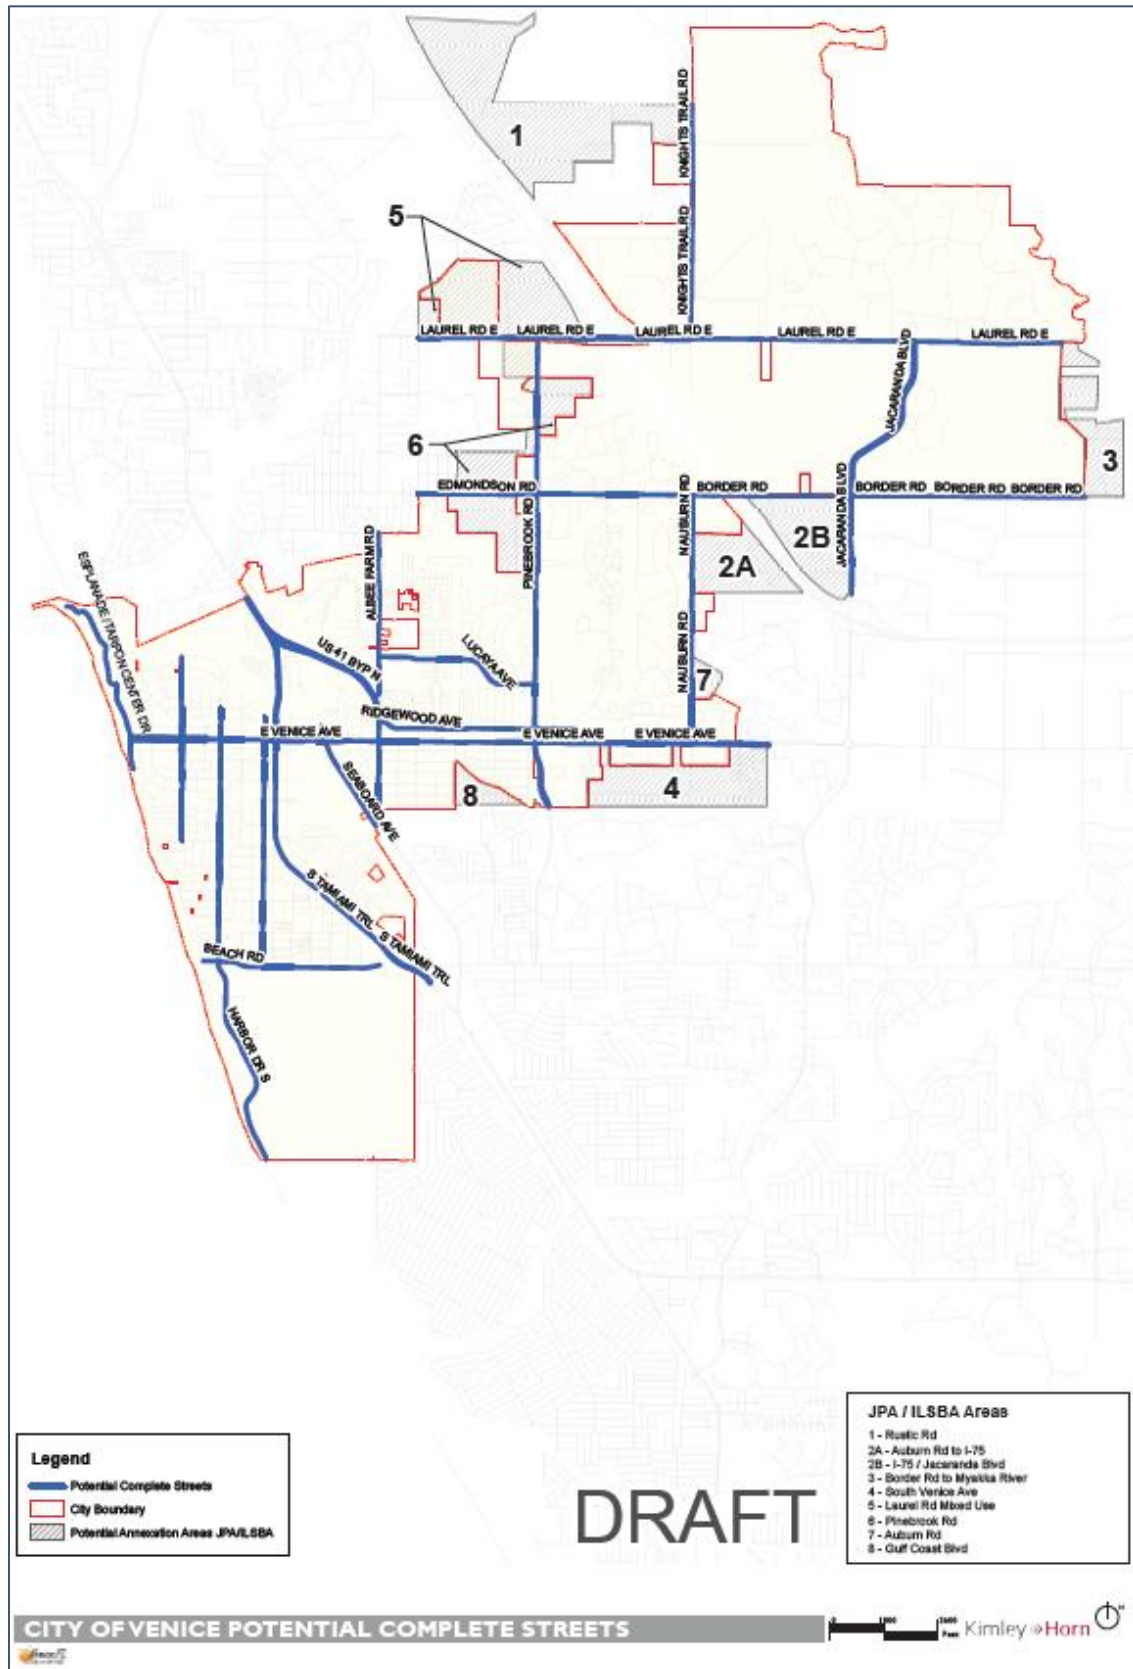 KNIGHTS TRAIL RD
1
KNIGHTS TRAIL RD
5
LAUREL RD E
LAUREL RD E
LAUREL RD E
LAUREL RD E
LAUREL RD E
JACARANDA BLVD
6
3
EDMONDSON RD
BORDER RD
BORDER RD
BORDER RD
BORDER RD
PINEBROOK RD
N AUBURN RD
JACARANDA BLVD
2B
2A
ALBEE FARM RD
ESPLANADE / TARPON CENTER DR
US 41 BYP N
LUCAYA AVE
N AUBURN RD
7
RIDGEWOOD AVE
E VENICE AVE
E VENICE AVE
E VENICE AVE
SEABOARD AVE
8
4
S TAMIAMI TRL
S TAMIAMI TRL
BEACH RD
HARBOR DR S
JPA / ILSBA Areas
1 - Rustic Rd
2A - Auburn Rd to I-75
2B - I-75 / Jacaranda Blvd
3 - Border Rd to Myakka River
4 - South Venice Ave
5 - Laurel Rd Mixed Use
6 - Pinebrook Rd
7 - Auburn Rd
8 - Gulf Coast Blvd
Legend
Potential Complete Streets
City Boundary
Potential Annexation Areas JPA/ILSBA
DRAFT
CITY OF VENICE POTENTIAL COMPLETE STREETS
0
Feet
Kimley»Horn
N